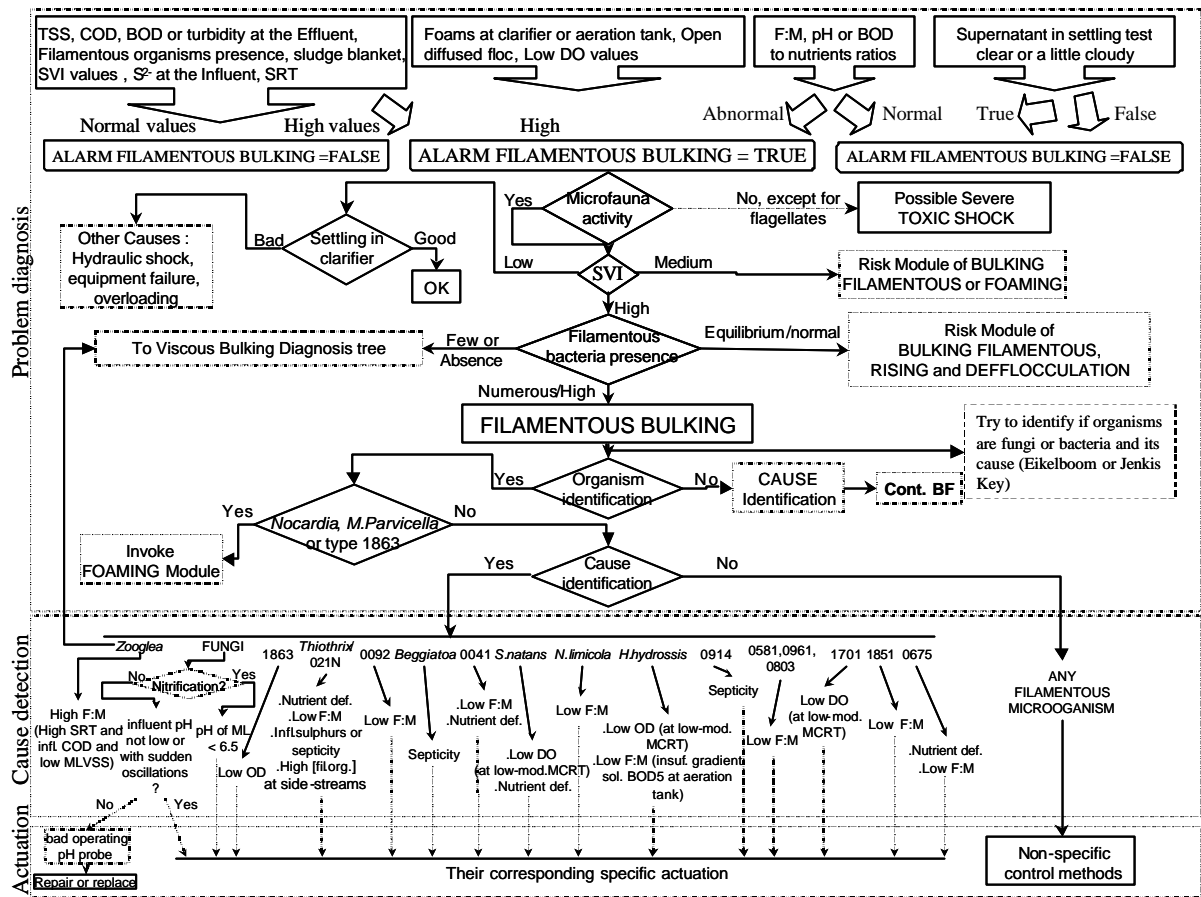 TSS, COD, BOD or turbidity at the Effluent,
Filamentous organisms presence, sludge blanket,
SVI values , S²⁻ at the Influent, SRT
Foams at clarifier or aeration tank, Open
diffused floc, Low DO values
F:M, pH or BOD
to nutrients ratios
Supernatant in settling test
clear or a little cloudy
Normal values
High values
High
Abnormal
Normal
True
False
ALARM FILAMENTOUS BULKING =FALSE
ALARM FILAMENTOUS BULKING = TRUE
ALARM FILAMENTOUS BULKING =FALSE
Problem diagnosis
Yes
Microfauna
activity
No, except for
flagellates
Possible Severe
TOXIC SHOCK
Other Causes :
Hydraulic shock,
equipment failure,
overloading
Bad
Settling in
clarifier
Good
OK
Low
SVI
Medium
Risk Module of BULKING
FILAMENTOUS or FOAMING
High
To Viscous Bulking Diagnosis tree
Few or
Absence
Filamentous
bacteria presence
Equilibrium/normal
Risk Module of
BULKING FILAMENTOUS,
RISING and DEFFLOCCULATION
Numerous/High
FILAMENTOUS BULKING
Try to identify if organisms
are fungi or bacteria and its
cause (Eikelboom or Jenkis
Key)
Yes
Organism
identification
No
CAUSE
Identification
Cont. BF
Yes
Nocardia, M.Parvicella
or type 1863
No
Invoke
FOAMING Module
Yes
Cause
identification
No
Cause detection
Zooglea
FUNGI
1863
Thiothrix/
021N
0092
Beggiatoa
0041
S.natans
N.limicola
H.hydrossis
0914
0581,0961,
0803
1701
1851
0675
No
Nitrification?
Yes
High F:M
(High SRT and
infl. COD and
low MLVSS)
influent pH
not low or
with sudden
oscillations
?
pH of ML
< 6.5
Low OD
.Nutrient def.
.Low F:M
.Infl.sulphurs or
septicity
.High [fil.org.]
at side-streams
Low F:M
Septicity
.Low F:M
.Nutrient def.
.Low DO
(at low-mod.MCRT)
.Nutrient def.
Low F:M
.Low OD (at low-mod.
MCRT)
.Low F:M (insuf. gradient
sol. BOD5 at aeration
tank)
Septicity
Low F:M
Low DO
(at low-mod.
MCRT)
Low F:M
.Nutrient def.
.Low F:M
ANY
FILAMENTOUS
MICROOGANISM
No
Yes
Actuation
bad operating
pH probe
Repair or replace
Their corresponding specific actuation
Non-specific
control methods